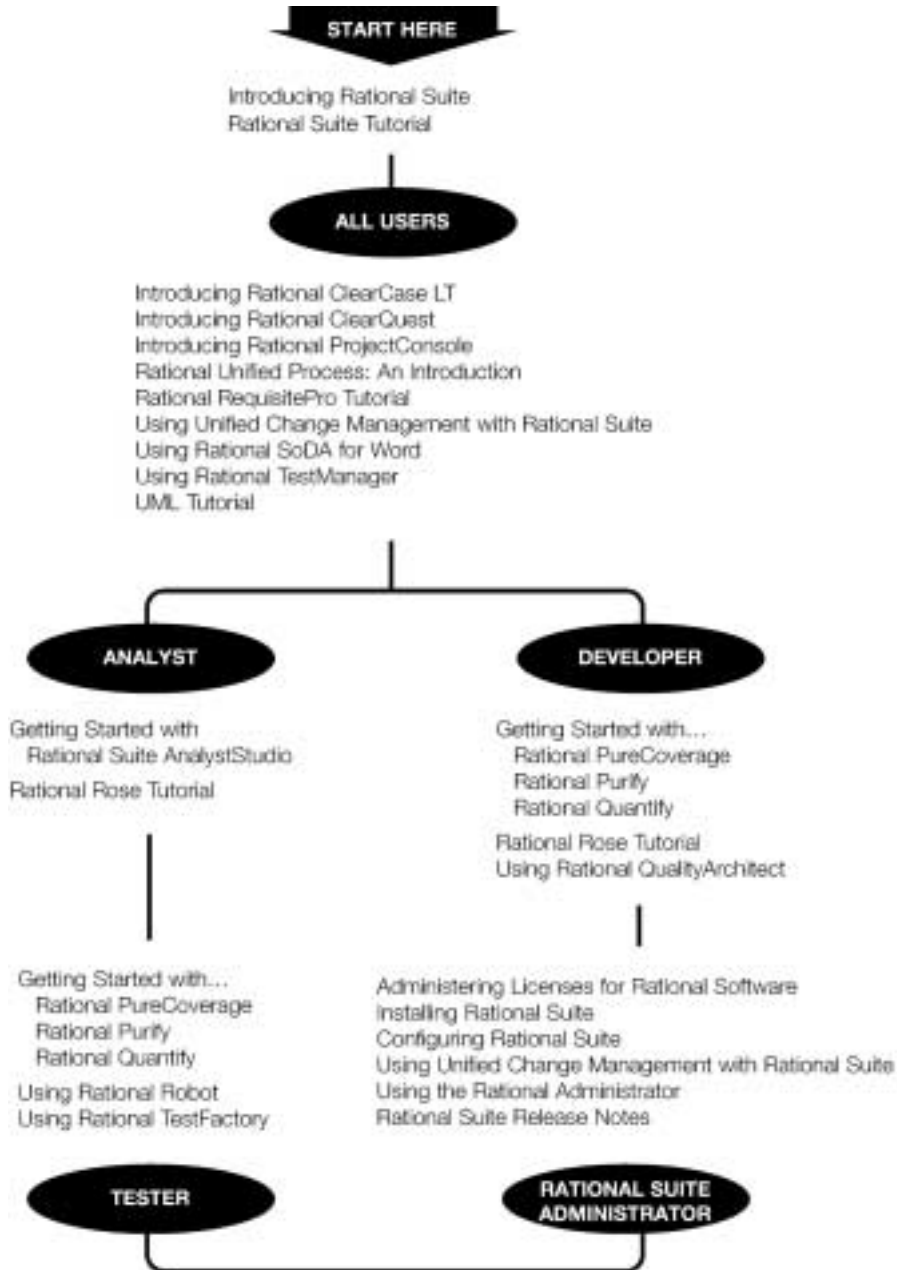 START HERE
Introducing Rational Suite
Rational Suite Tutorial
ALL USERS
Introducing Rational ClearCase LT
Introducing Rational ClearQuest
Introducing Rational ProjectConsole
Rational Unified Process: An Introduction
Rational RequisitePro Tutorial
Using Unified Change Management with Rational Suite
Using Rational SoDA for Word
Using Rational TestManager
UML Tutorial
ANALYST
Getting Started with
Rational Suite AnalystStudio
Rational Rose Tutorial
DEVELOPER
Getting Started with...
Rational PureCoverage
Rational Purify
Rational Quantify
Rational Rose Tutorial
Using Rational QualityArchitect
Getting Started with...
Rational PureCoverage
Rational Purify
Rational Quantify
Using Rational Robot
Using Rational TestFactory
TESTER
Administering Licenses for Rational Software
Installing Rational Suite
Configuring Rational Suite
Using Unified Change Management with Rational Suite
Using the Rational Administrator
Rational Suite Release Notes
RATIONAL SUITE
ADMINISTRATOR